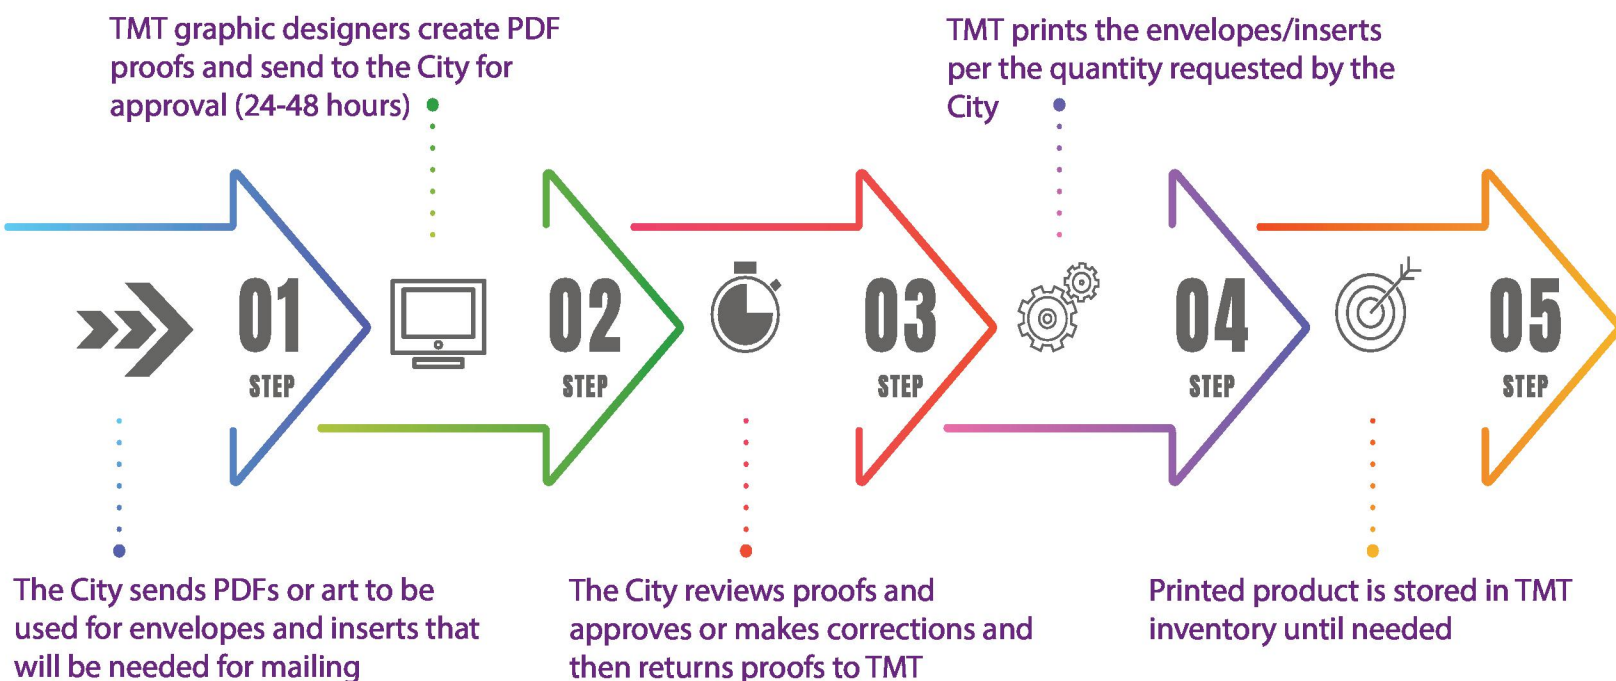 TMT graphic designers create PDF
proofs and send to the City for
approval (24-48 hours)
TMT prints the envelopes/inserts
per the quantity requested by the
City
01
STEP
02
STEP
03
STEP
04
STEP
05
STEP
The City sends PDFs or art to be
used for envelopes and inserts that
will be needed for mailing
The City reviews proofs and
approves or makes corrections and
then returns proofs to TMT
Printed product is stored in TMT
inventory until needed